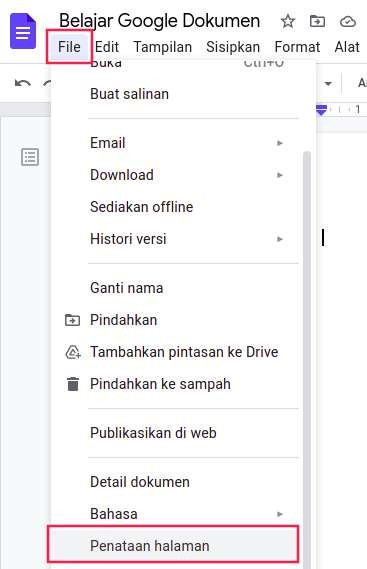 Belajar Google Dokumen
File Edit Tampilan Sisipkan Format Alat
Buka Ctrl+O
Buat salinan
1
Email
Download
Sediakan offline
Histori versi
Ganti nama
Pindahkan
Tambahkan pintasan ke Drive
Pindahkan ke sampah
Publikasikan di web
Detail dokumen
Bahasa
Penataan halaman